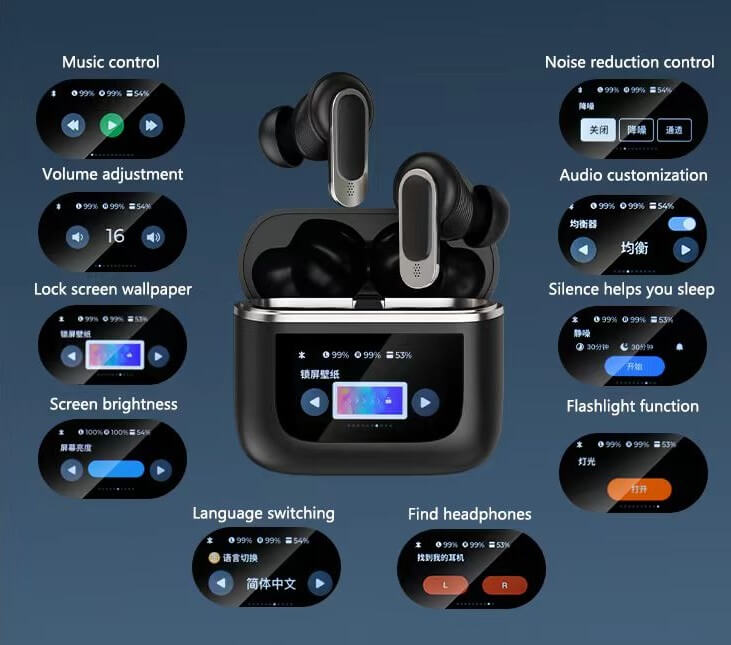 Music control
99% 99% 54%
Volume adjustment
99% 99% 54%
16
Lock screen wallpaper
99% 99% 53%
锁屏壁纸
Screen brightness
100% 100% 54%
屏幕亮度
Language switching
99% 99% 54%
语言切换
简体中文
99% 99% 53%
锁屏壁纸
Find headphones
99% 99% 53%
找到我的耳机
L R
Noise reduction control
99% 99% 54%
降噪
关闭 降噪 通透
Audio customization
99% 99% 54%
均衡器
均衡
Silence helps you sleep
99% 99% 53%
静噪
30分钟 30分钟
开始
Flashlight function
99% 99% 53%
灯光
打开